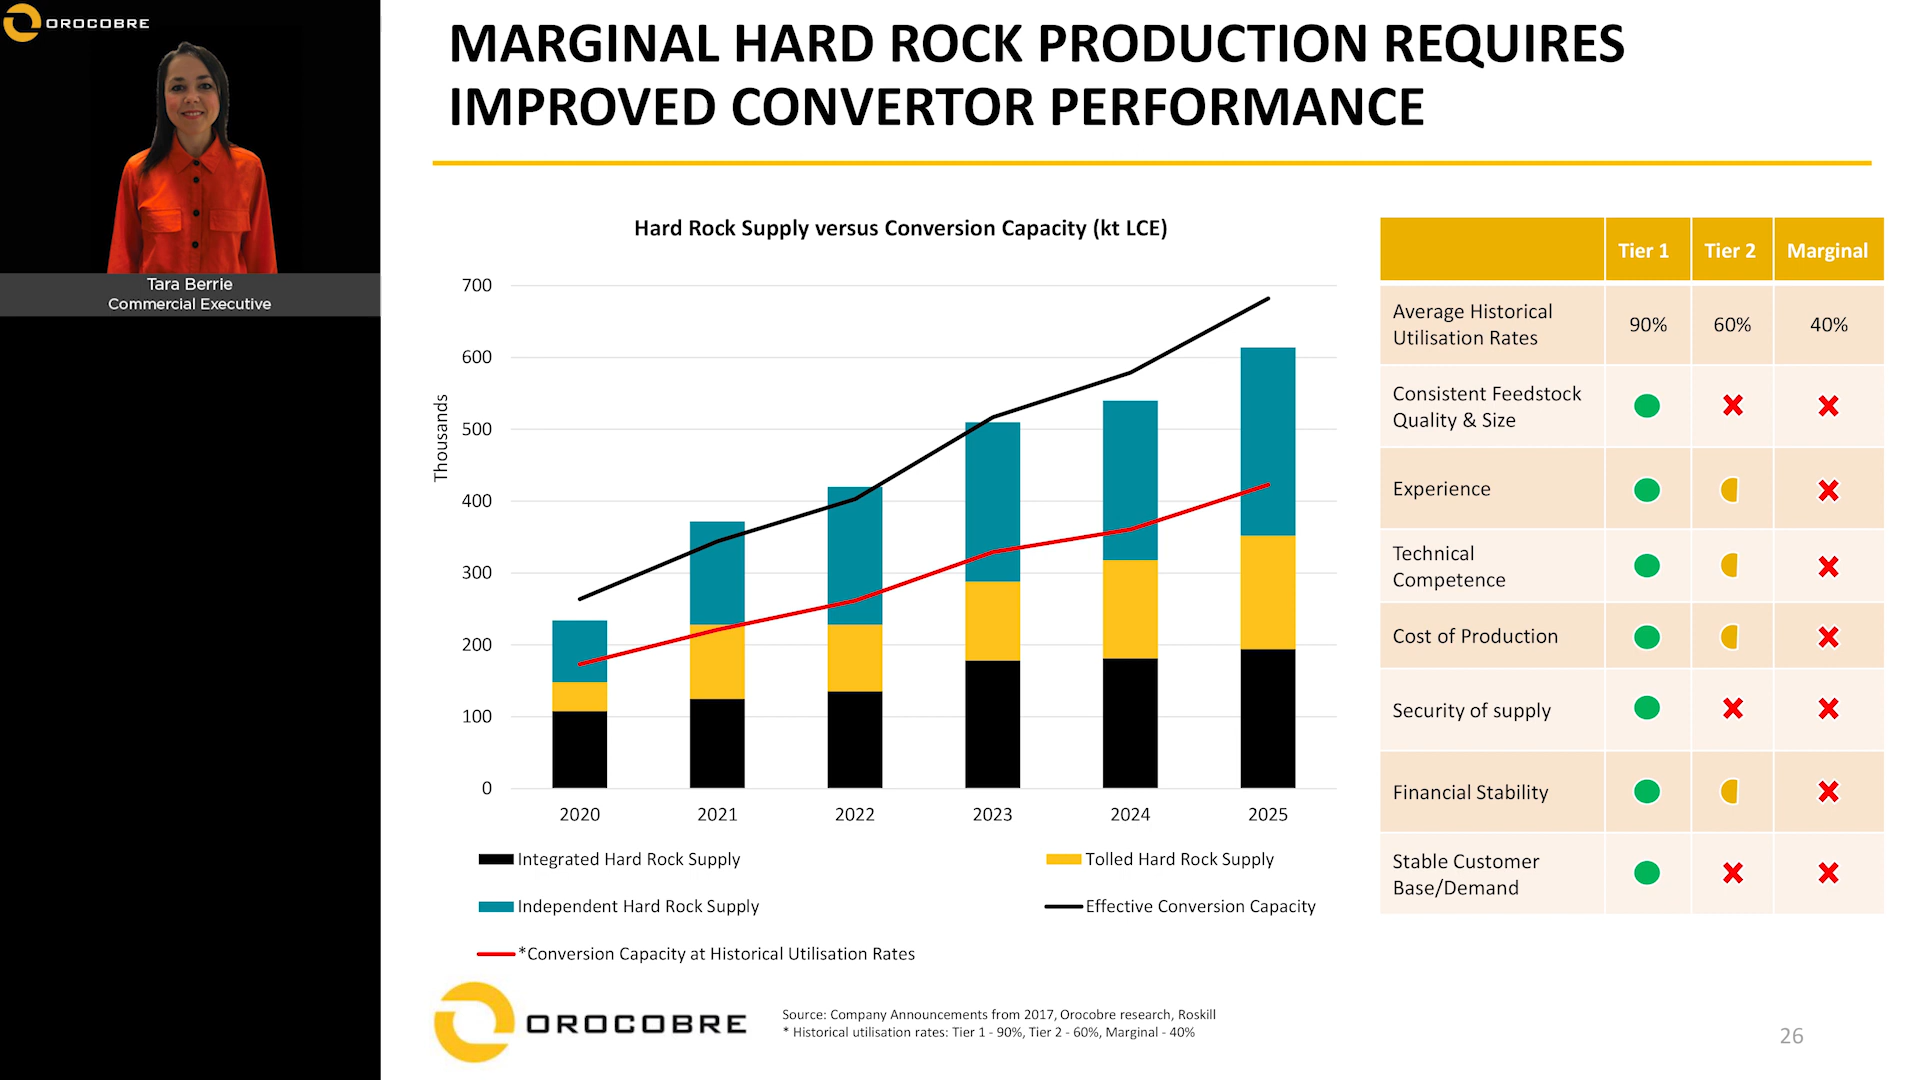 OROCOBRE
Tara Berrie
Commercial Executive
MARGINAL HARD ROCK PRODUCTION REQUIRES
IMPROVED CONVERTOR PERFORMANCE
Hard Rock Supply versus Conversion Capacity (kt LCE)
Thousands
700
600
500
400
300
200
100
0
2020 2021 2022 2023 2024 2025
Integrated Hard Rock Supply
Tolled Hard Rock Supply
Independent Hard Rock Supply
Effective Conversion Capacity
*Conversion Capacity at Historical Utilisation Rates
Tier 1 Tier 2 Marginal
Average Historical
Utilisation Rates
90% 60% 40%
Consistent Feedstock
Quality & Size
Experience
Technical
Competence
Cost of Production
Security of supply
Financial Stability
Stable Customer
Base/Demand
OROCOBRE
Source: Company Announcements from 2017, Orocobre research, Roskill
* Historical utilisation rates: Tier 1 - 90%, Tier 2 - 60%, Marginal - 40%
26